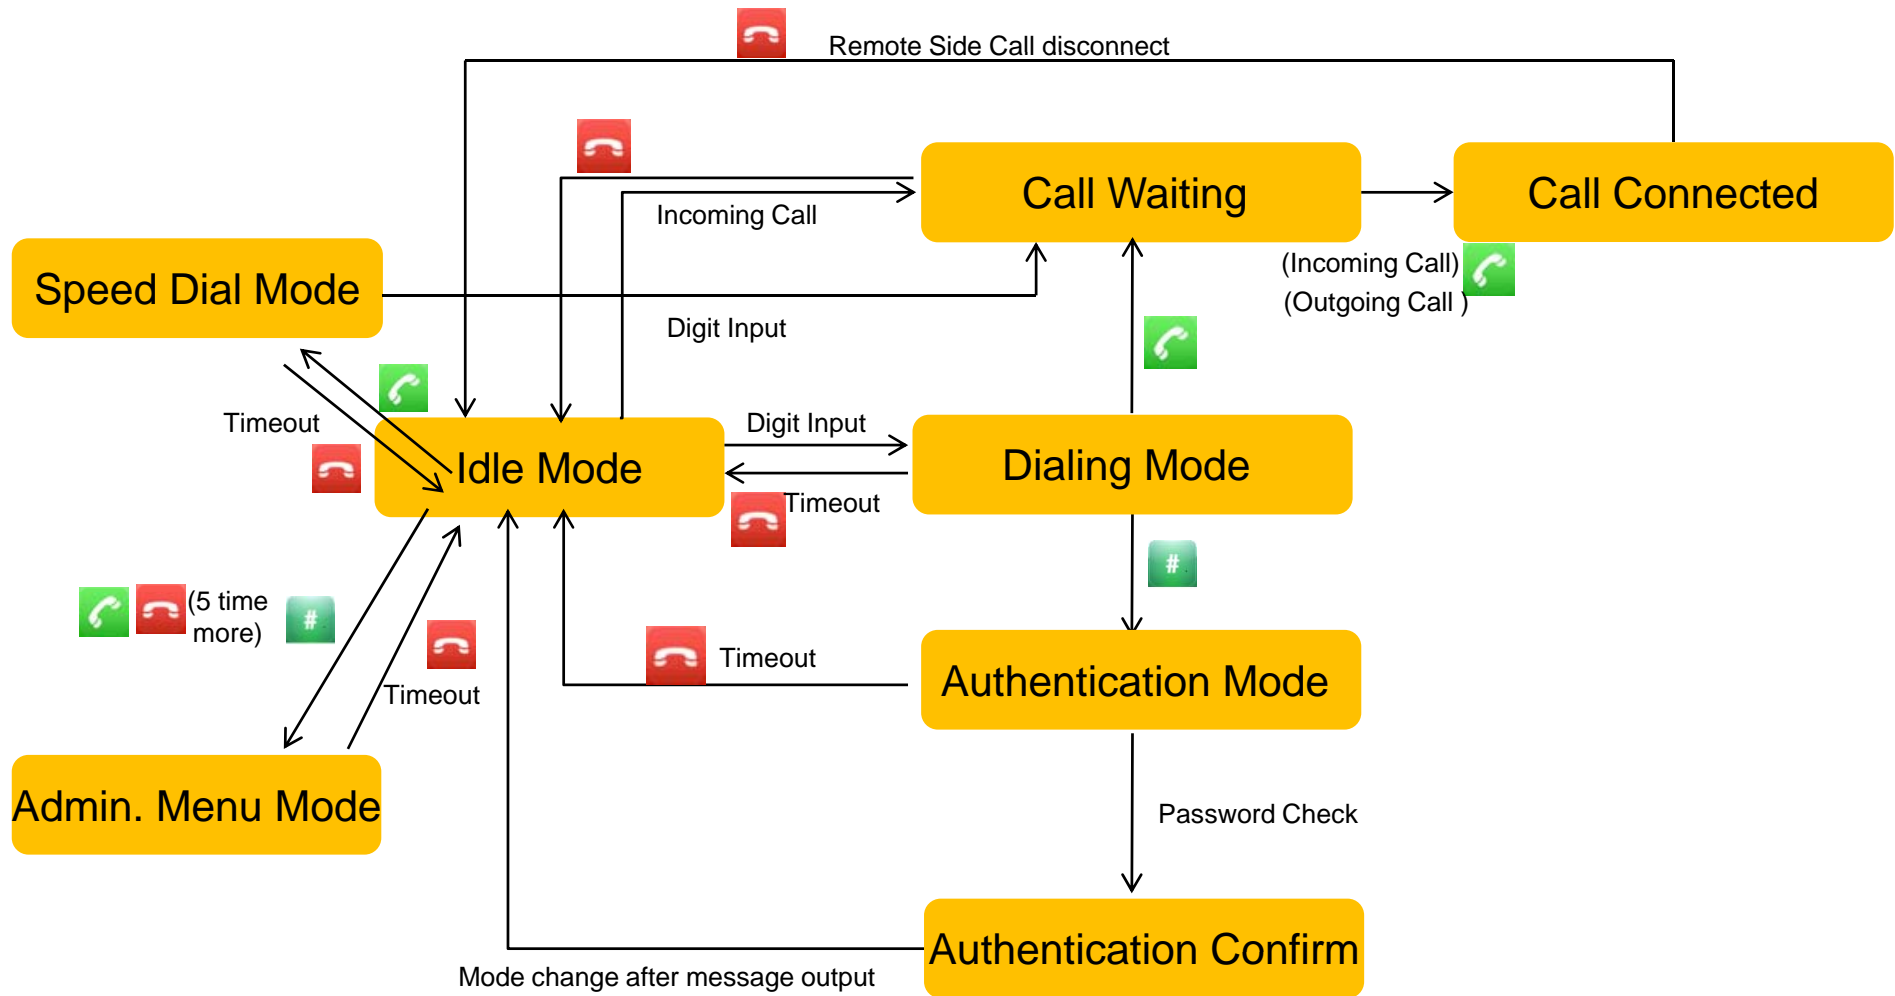 Remote Side Call disconnect
Call Waiting
Call Connected
Incoming Call
Speed Dial Mode
(Incoming Call)
(Outgoing Call )
Digit Input
Timeout
Digit Input
Idle Mode
Dialing Mode
Timeout
#
(5 time
more)
#
Timeout
Timeout
Authentication Mode
Admin. Menu Mode
Password Check
Authentication Confirm
Mode change after message output